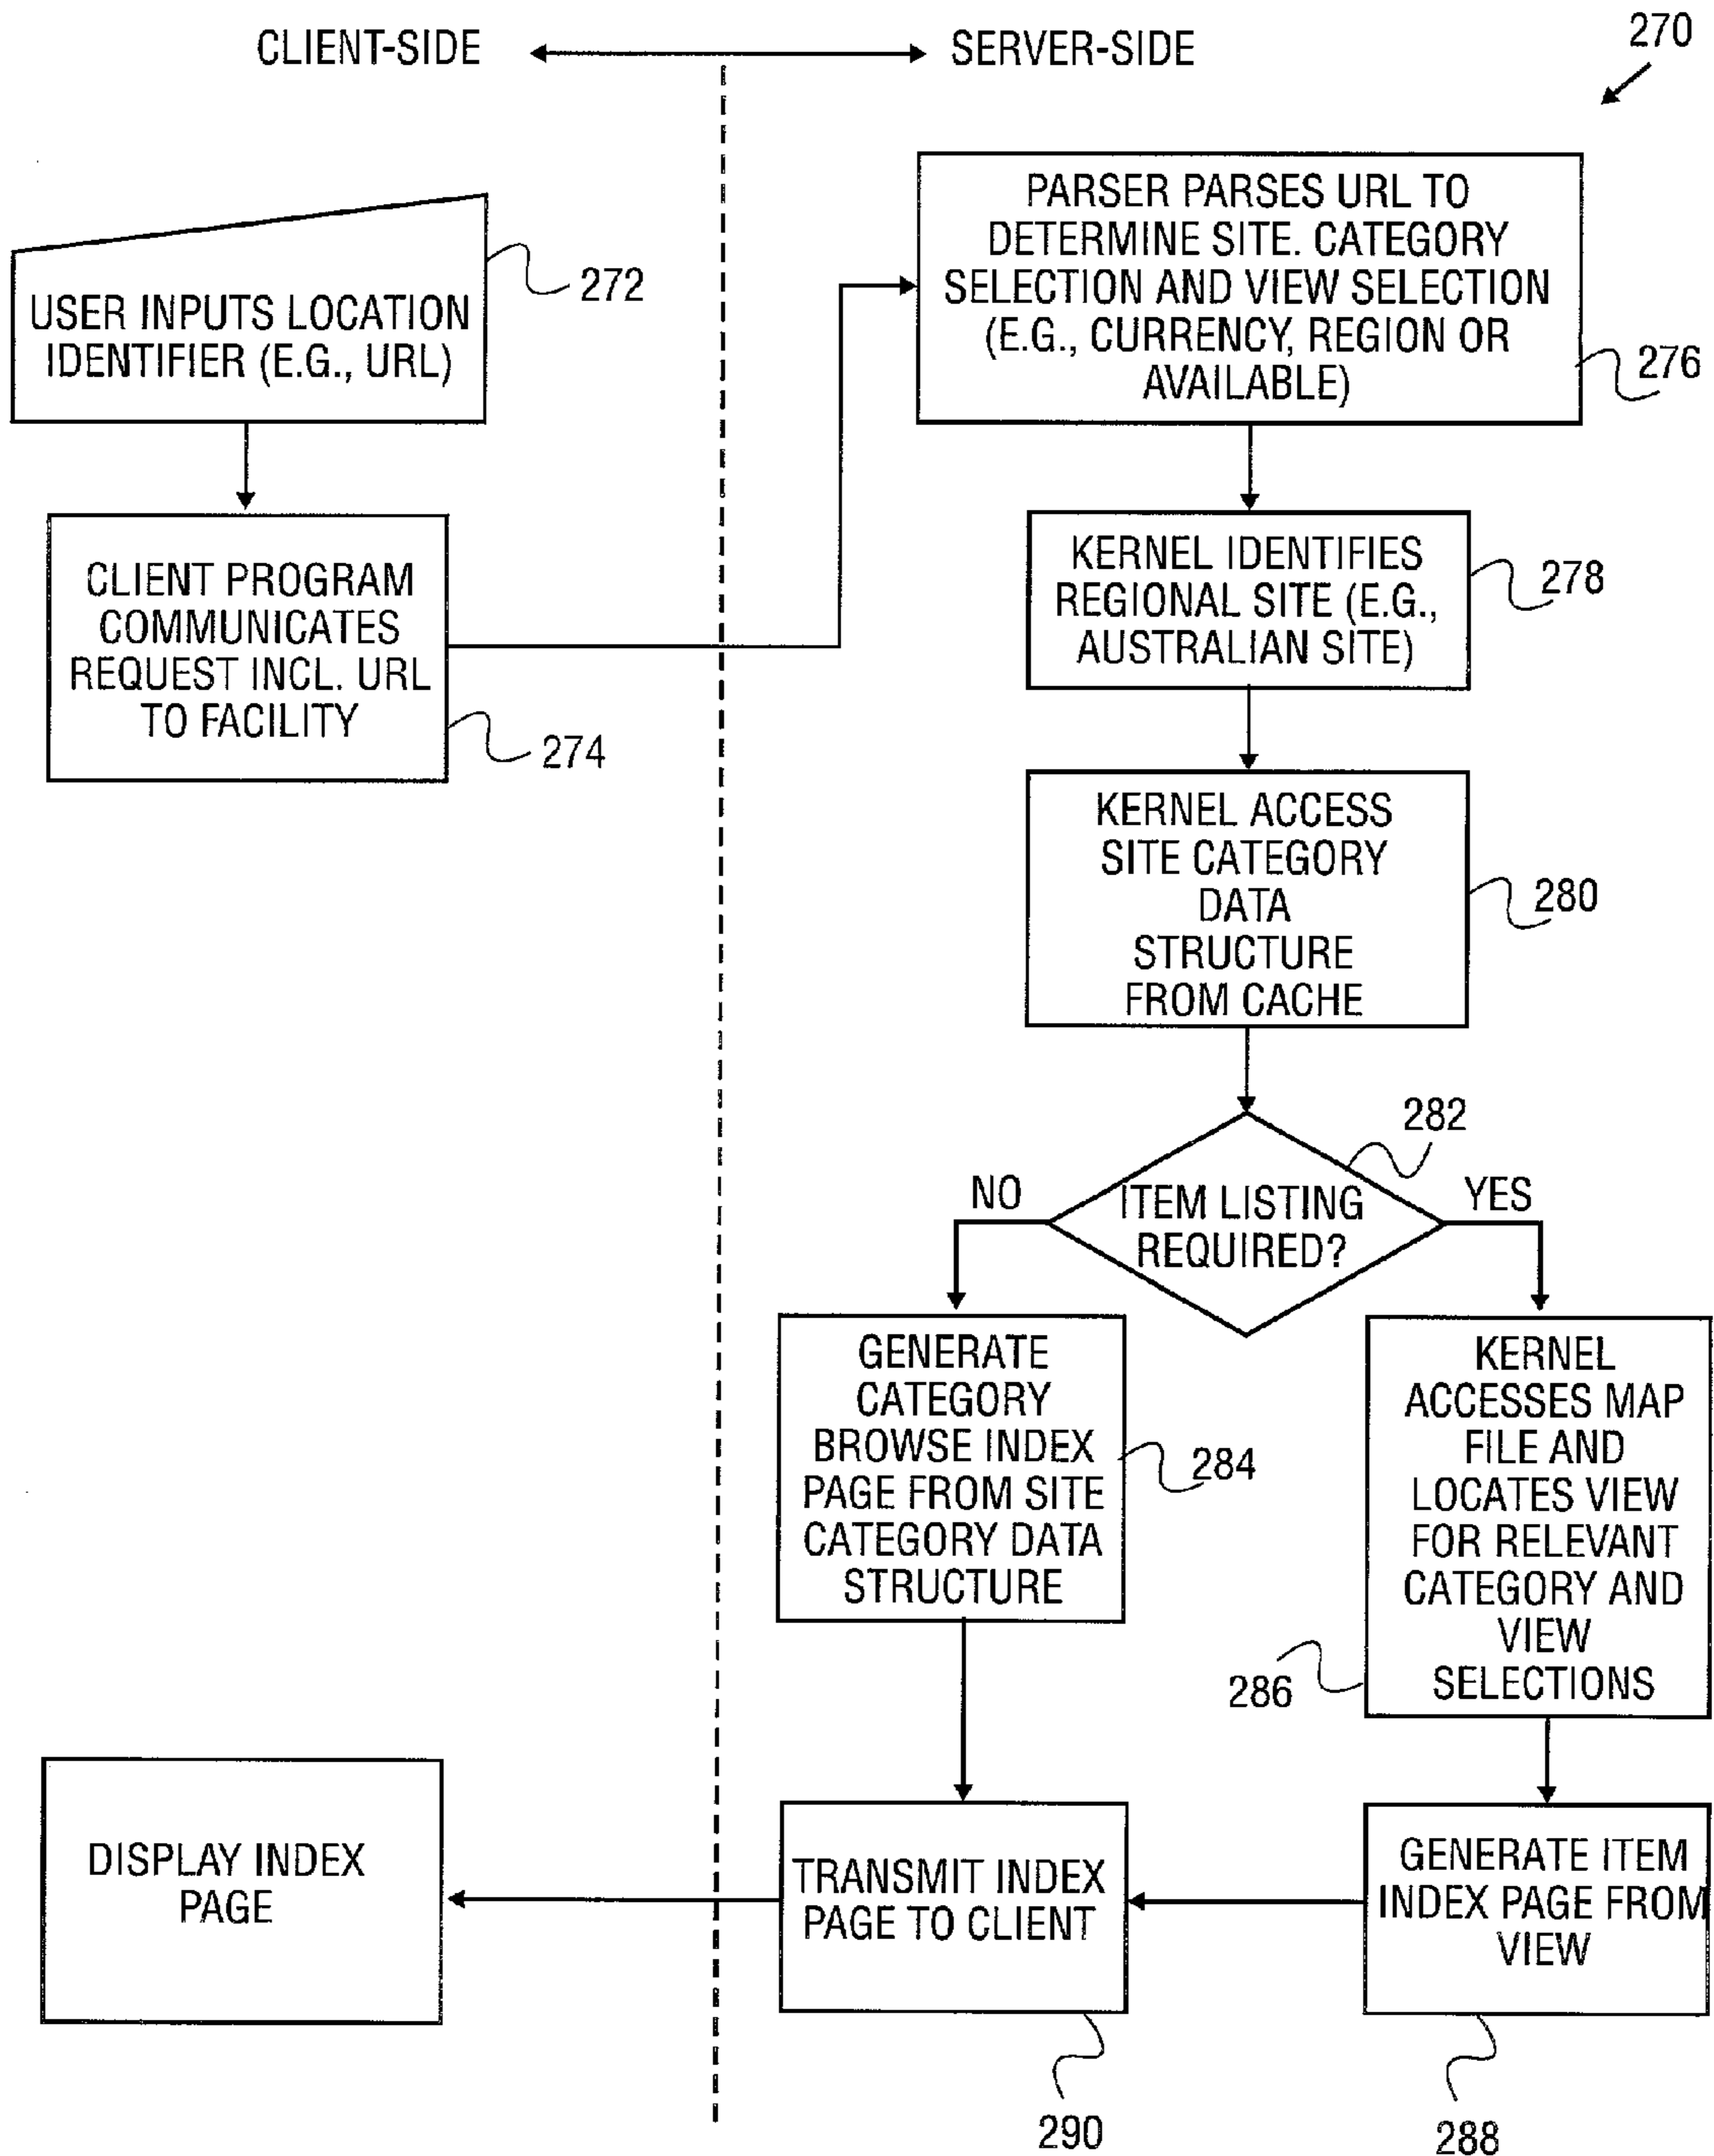 CLIENT-SIDE
SERVER-SIDE
270
USER INPUTS LOCATION
IDENTIFIER (E.G., URL)
272
CLIENT PROGRAM
COMMUNICATES
REQUEST INCL. URL
TO FACILITY
274
PARSER PARSES URL TO
DETERMINE SITE. CATEGORY
SELECTION AND VIEW SELECTION
(E.G., CURRENCY, REGION OR
AVAILABLE)
276
KERNEL IDENTIFIES
REGIONAL SITE (E.G.,
AUSTRALIAN SITE)
278
KERNEL ACCESS
SITE CATEGORY
DATA
STRUCTURE
FROM CACHE
280
282
ITEM LISTING
REQUIRED?
NO
YES
GENERATE
CATEGORY
BROWSE INDEX
PAGE FROM SITE
CATEGORY DATA
STRUCTURE
284
KERNEL
ACCESSES MAP
FILE AND
LOCATES VIEW
FOR RELEVANT
CATEGORY AND
VIEW
SELECTIONS
286
GENERATE ITEM
INDEX PAGE FROM
VIEW
288
TRANSMIT INDEX
PAGE TO CLIENT
290
DISPLAY INDEX
PAGE